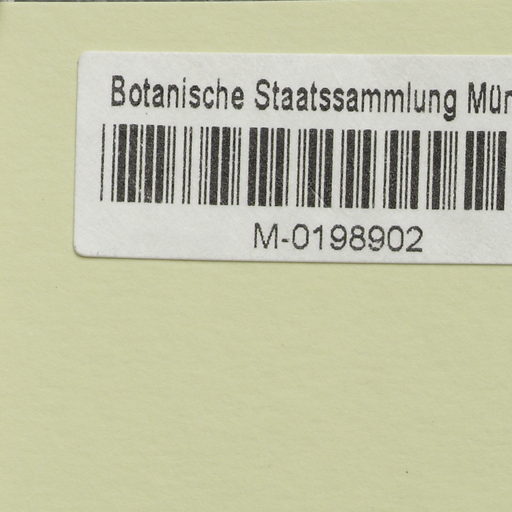 Botanische Staatssammlung Mün
M-0198902